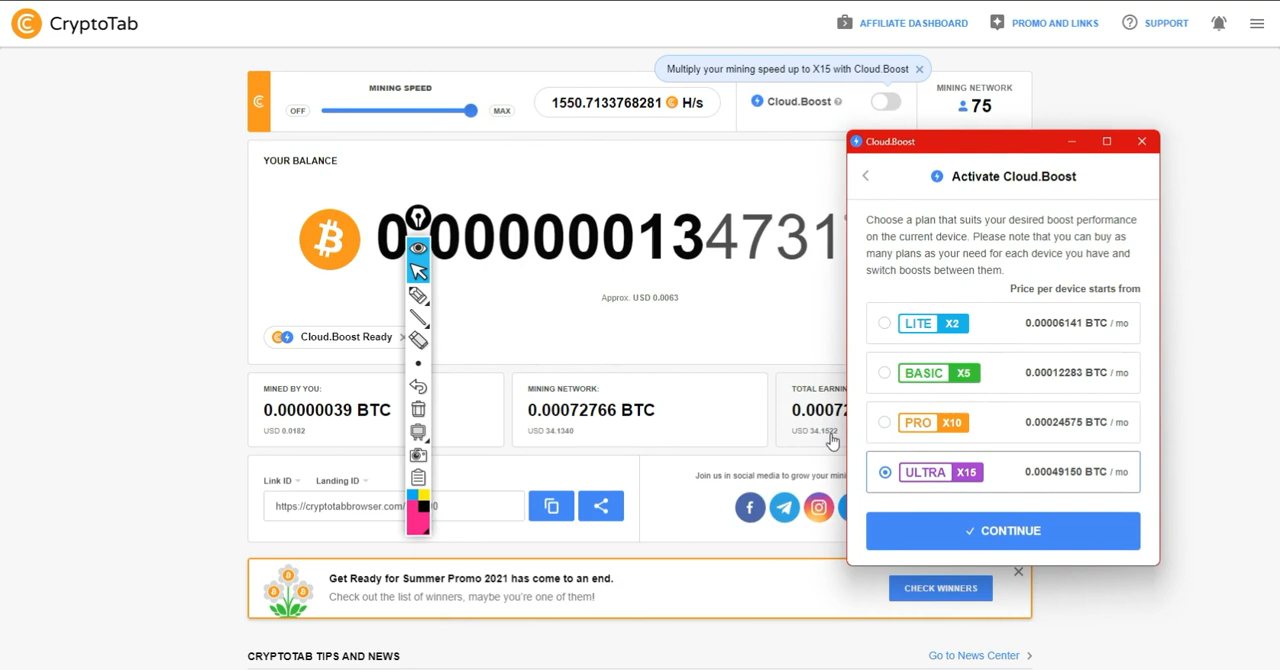 CryptoTab
AFFILIATE DASHBOARD
PROMO AND LINKS
SUPPORT
Multiply your mining speed up to X15 with Cloud.Boost
MINING SPEED
OFF
MAX
1550.7133768281 H/s
Cloud.Boost
MINING NETWORK
75
YOUR BALANCE
0.0000000134731
Approx. USD 0.0063
Cloud.Boost Ready
MINED BY YOU:
0.00000039 BTC
USD 0.0182
MINING NETWORK:
0.00072766 BTC
USD 34.1340
TOTAL EARNIN
0.0007
USD 34.1522
Link ID
Landing ID
https://cryptotabbrowser.com/
Join us in social media to grow your mini
Get Ready for Summer Promo 2021 has come to an end.
Check out the list of winners, maybe you're one of them!
CHECK WINNERS
CRYPTOTAB TIPS AND NEWS
Go to News Center
Cloud.Boost
Activate Cloud.Boost
Choose a plan that suits your desired boost performance
on the current device. Please note that you can buy as
many plans as your need for each device you have and
switch boosts between them.
Price per device starts from
LITE X2 0.00006141 BTC / mo
BASIC X5 0.00012283 BTC / mo
PRO X10 0.00024575 BTC / mo
ULTRA X15 0.00049150 BTC / mo
CONTINUE